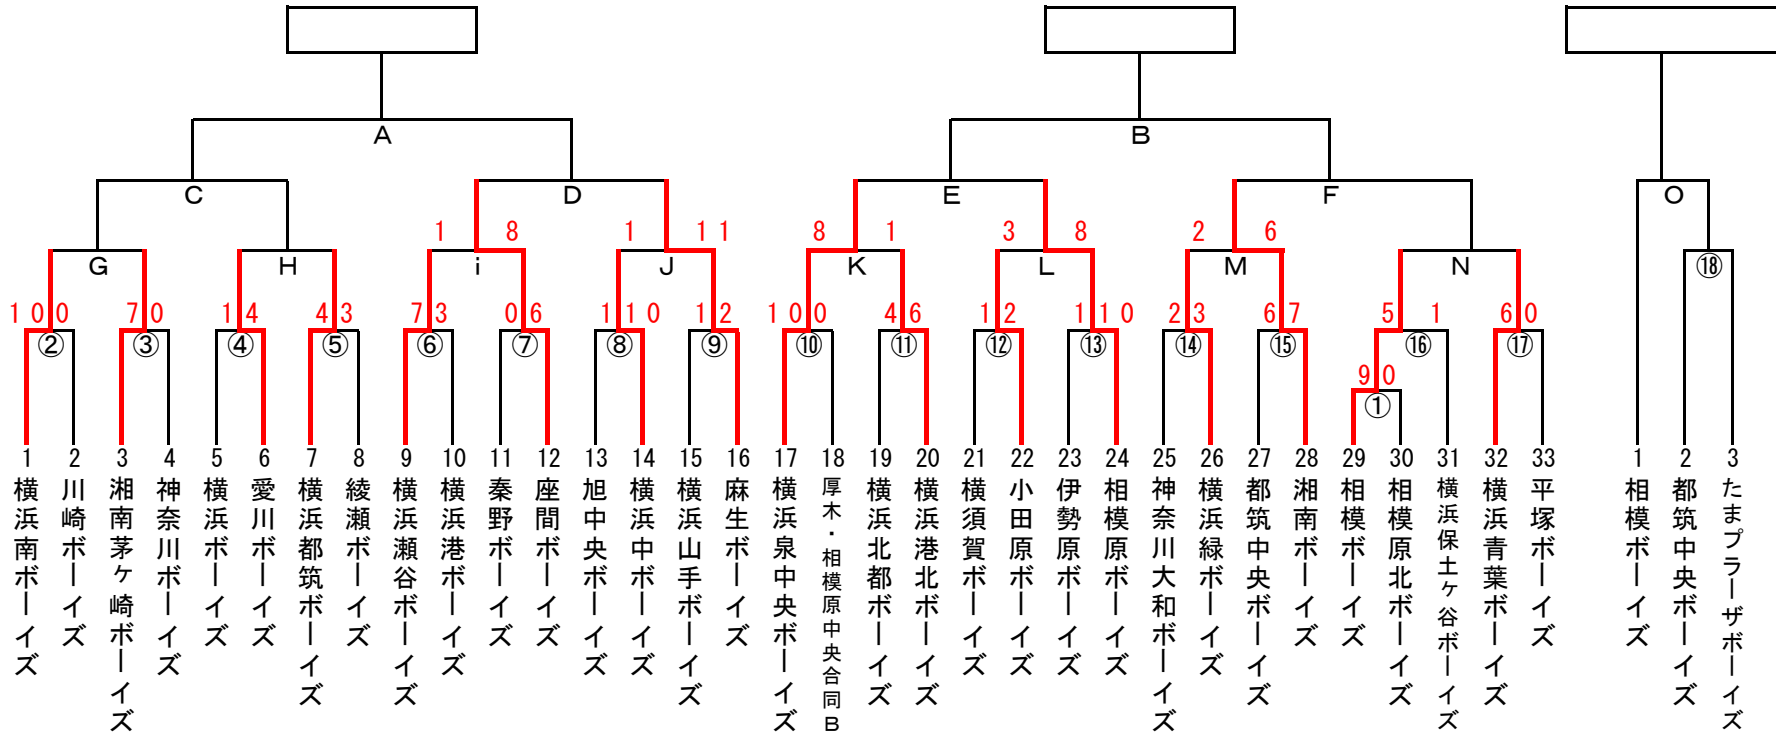 A B
C D E F O
1 8 1 11 8 1 3 8 2 6
G H i J K L M N ⑱
10 0 7 0 1 4 4 3 7 3 0 6 1 10 1 2 10 0 4 6 1 2 1 10 2 3 6 7 5 1 6 0
② ③ ④ ⑤ ⑥ ⑦ ⑧ ⑨ ⑩ ⑪ ⑫ ⑬ ⑭ ⑮ ⑯ ⑰
9 0
①
1 横浜南ボーイズ
2 川崎ボーイズ
3 湘南茅ケ崎ボーイズ
4 神奈川ボーイズ
5 横浜ボーイズ
6 愛川ボーイズ
7 横浜都筑ボーイズ
8 綾瀬ボーイズ
9 横浜瀬谷ボーイズ
10 横浜港ボーイズ
11 秦野ボーイズ
12 座間ボーイズ
13 旭中央ボーイズ
14 横浜中ボーイズ
15 横浜山手ボーイズ
16 麻生ボーイズ
17 横浜泉中央ボーイズ
18 厚木・相模原中央合同B
19 横浜北都ボーイズ
20 横浜港北ボーイズ
21 横須賀ボーイズ
22 小田原ボーイズ
23 伊勢原ボーイズ
24 相模原ボーイズ
25 神奈川大和ボーイズ
26 横浜緑ボーイズ
27 都筑中央ボーイズ
28 湘南ボーイズ
29 相模ボーイズ
30 相模原北ボーイズ
31 横浜保土ケ谷ボーイズ
32 横浜青葉ボーイズ
33 平塚ボーイズ
1 相模ボーイズ
2 都筑中央ボーイズ
3 たまプラーザボーイズ